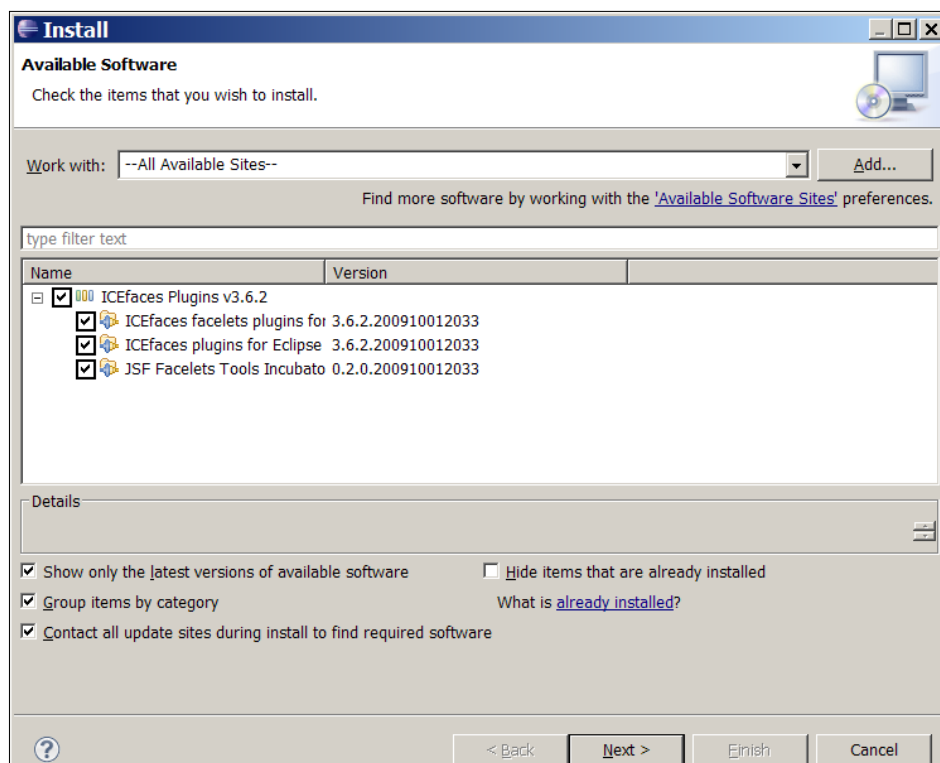 Install
Available Software
Check the items that you wish to install.
Work with: --All Available Sites-- Add...
Find more software by working with the 'Available Software Sites' preferences.
type filter text
Name Version
ICEfaces Plugins v3.6.2
ICEfaces facelets plugins for 3.6.2.200910012033
ICEfaces plugins for Eclipse 3.6.2.200910012033
JSF Facelets Tools Incubato 0.2.0.200910012033
Details
Show only the latest versions of available software Hide items that are already installed
Group items by category What is already installed?
Contact all update sites during install to find required software
? < Back Next > Finish Cancel